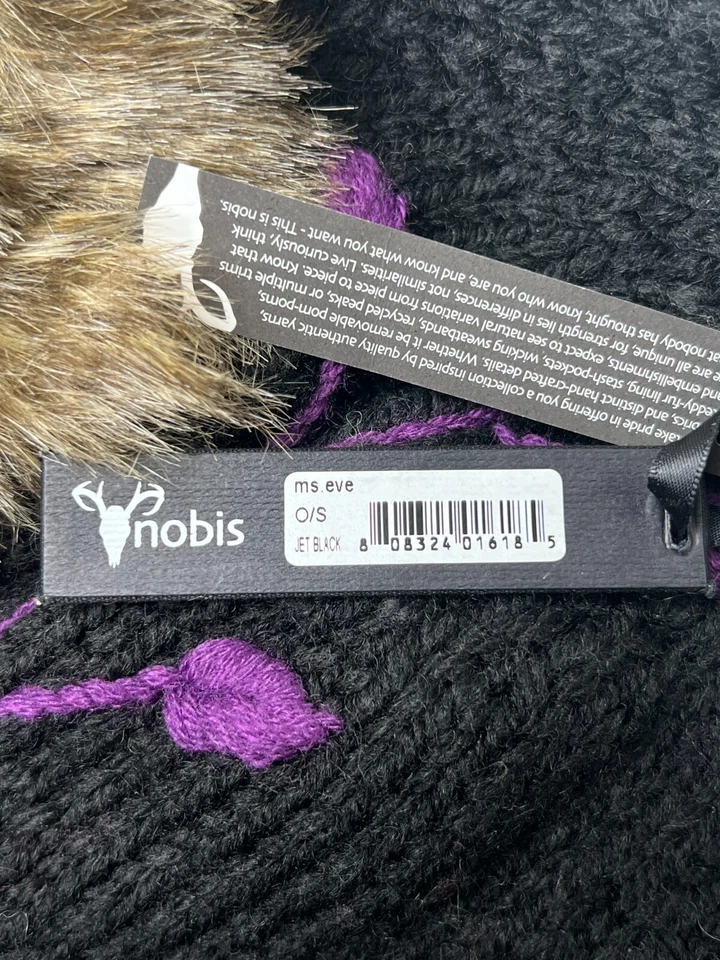 ake pride in offering you a collection inspired by quality authentic yarns,
brics, and distinct hand-crafted details. Whether it be removable pom-poms,
eddy-fur lining, stash-pockets, wicking sweatbands, recycled peaks, or multiple trims
and embellishments, expect to see natural variations from piece to piece. Know that
e are all unique, for strength lies in differences, not similarities. Live curiously, think
at nobody has thought, know who you are, and know what you want - This is nobis.
nobis
ms.eve
O/S
JET BLACK 8 08324 01618 5